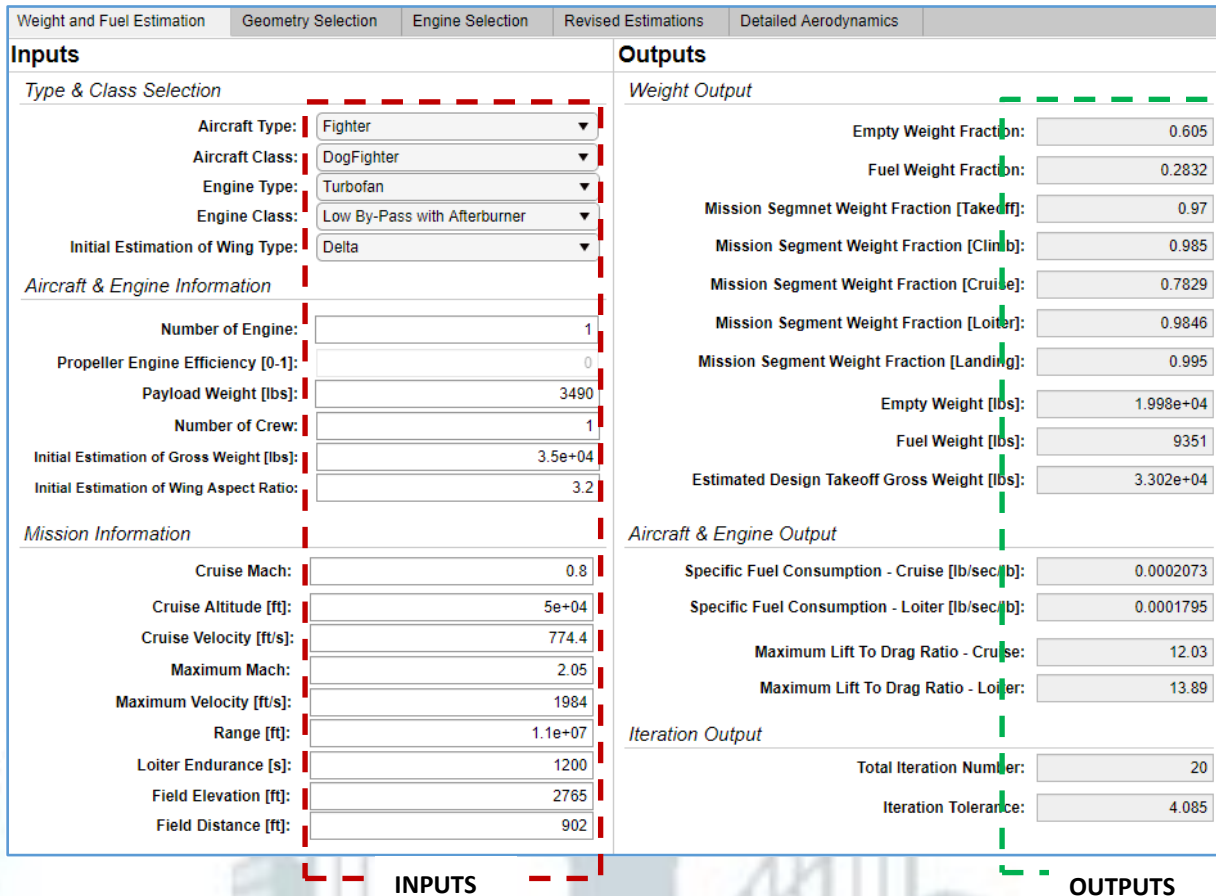 Weight and Fuel Estimation Geometry Selection Engine Selection Revised Estimations Detailed Aerodynamics
Inputs
Type & Class Selection
Aircraft Type: Fighter
Aircraft Class: DogFighter
Engine Type: Turbofan
Engine Class: Low By-Pass with Afterburner
Initial Estimation of Wing Type: Delta
Aircraft & Engine Information
Number of Engine: 1
Propeller Engine Efficiency [0-1]: 0
Payload Weight [lbs]: 3490
Number of Crew: 1
Initial Estimation of Gross Weight [lbs]: 3.5e+04
Initial Estimation of Wing Aspect Ratio: 3.2
Mission Information
Cruise Mach: 0.8
Cruise Altitude [ft]: 5e+04
Cruise Velocity [ft/s]: 774.4
Maximum Mach: 2.05
Maximum Velocity [ft/s]: 1984
Range [ft]: 1.1e+07
Loiter Endurance [s]: 1200
Field Elevation [ft]: 2765
Field Distance [ft]: 902
INPUTS
Outputs
Weight Output
Empty Weight Fraction: 0.605
Fuel Weight Fraction: 0.2832
Mission Segmnet Weight Fraction [Takeoff]: 0.97
Mission Segment Weight Fraction [Climb]: 0.985
Mission Segment Weight Fraction [Cruise]: 0.7829
Mission Segment Weight Fraction [Loiter]: 0.9846
Mission Segment Weight Fraction [Landing]: 0.995
Empty Weight [lbs]: 1.998e+04
Fuel Weight [lbs]: 9351
Estimated Design Takeoff Gross Weight [lbs]: 3.302e+04
Aircraft & Engine Output
Specific Fuel Consumption - Cruise [lb/sec/lb]: 0.0002073
Specific Fuel Consumption - Loiter [lb/sec/lb]: 0.0001795
Maximum Lift To Drag Ratio - Cruise: 12.03
Maximum Lift To Drag Ratio - Loiter: 13.89
Iteration Output
Total Iteration Number: 20
Iteration Tolerance: 4.085
OUTPUTS